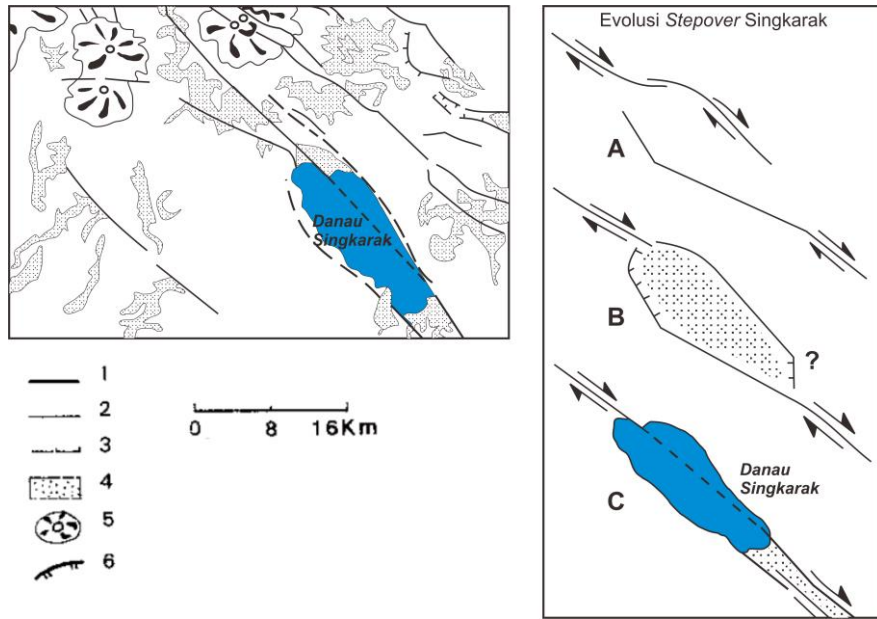 Danau
Singkarak
1
2
3
4
5
6
0 8 16Km
Evolusi Stepover Singkarak
A
B
?
C
Danau
Singkarak